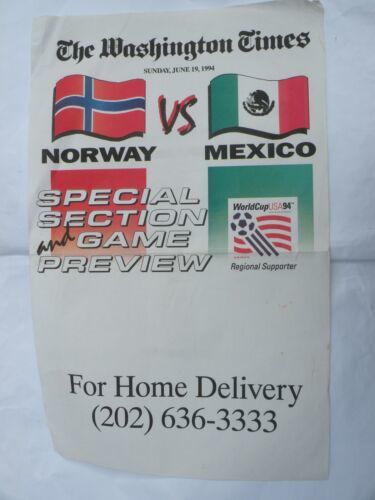 The Washington Times
SUNDAY, JUNE 19, 1994
VS
NORWAY MEXICO
SPECIAL
SECTION
and GAME
PREVIEW
WorldCupUSA94™
Regional Supporter
For Home Delivery
(202) 636-3333